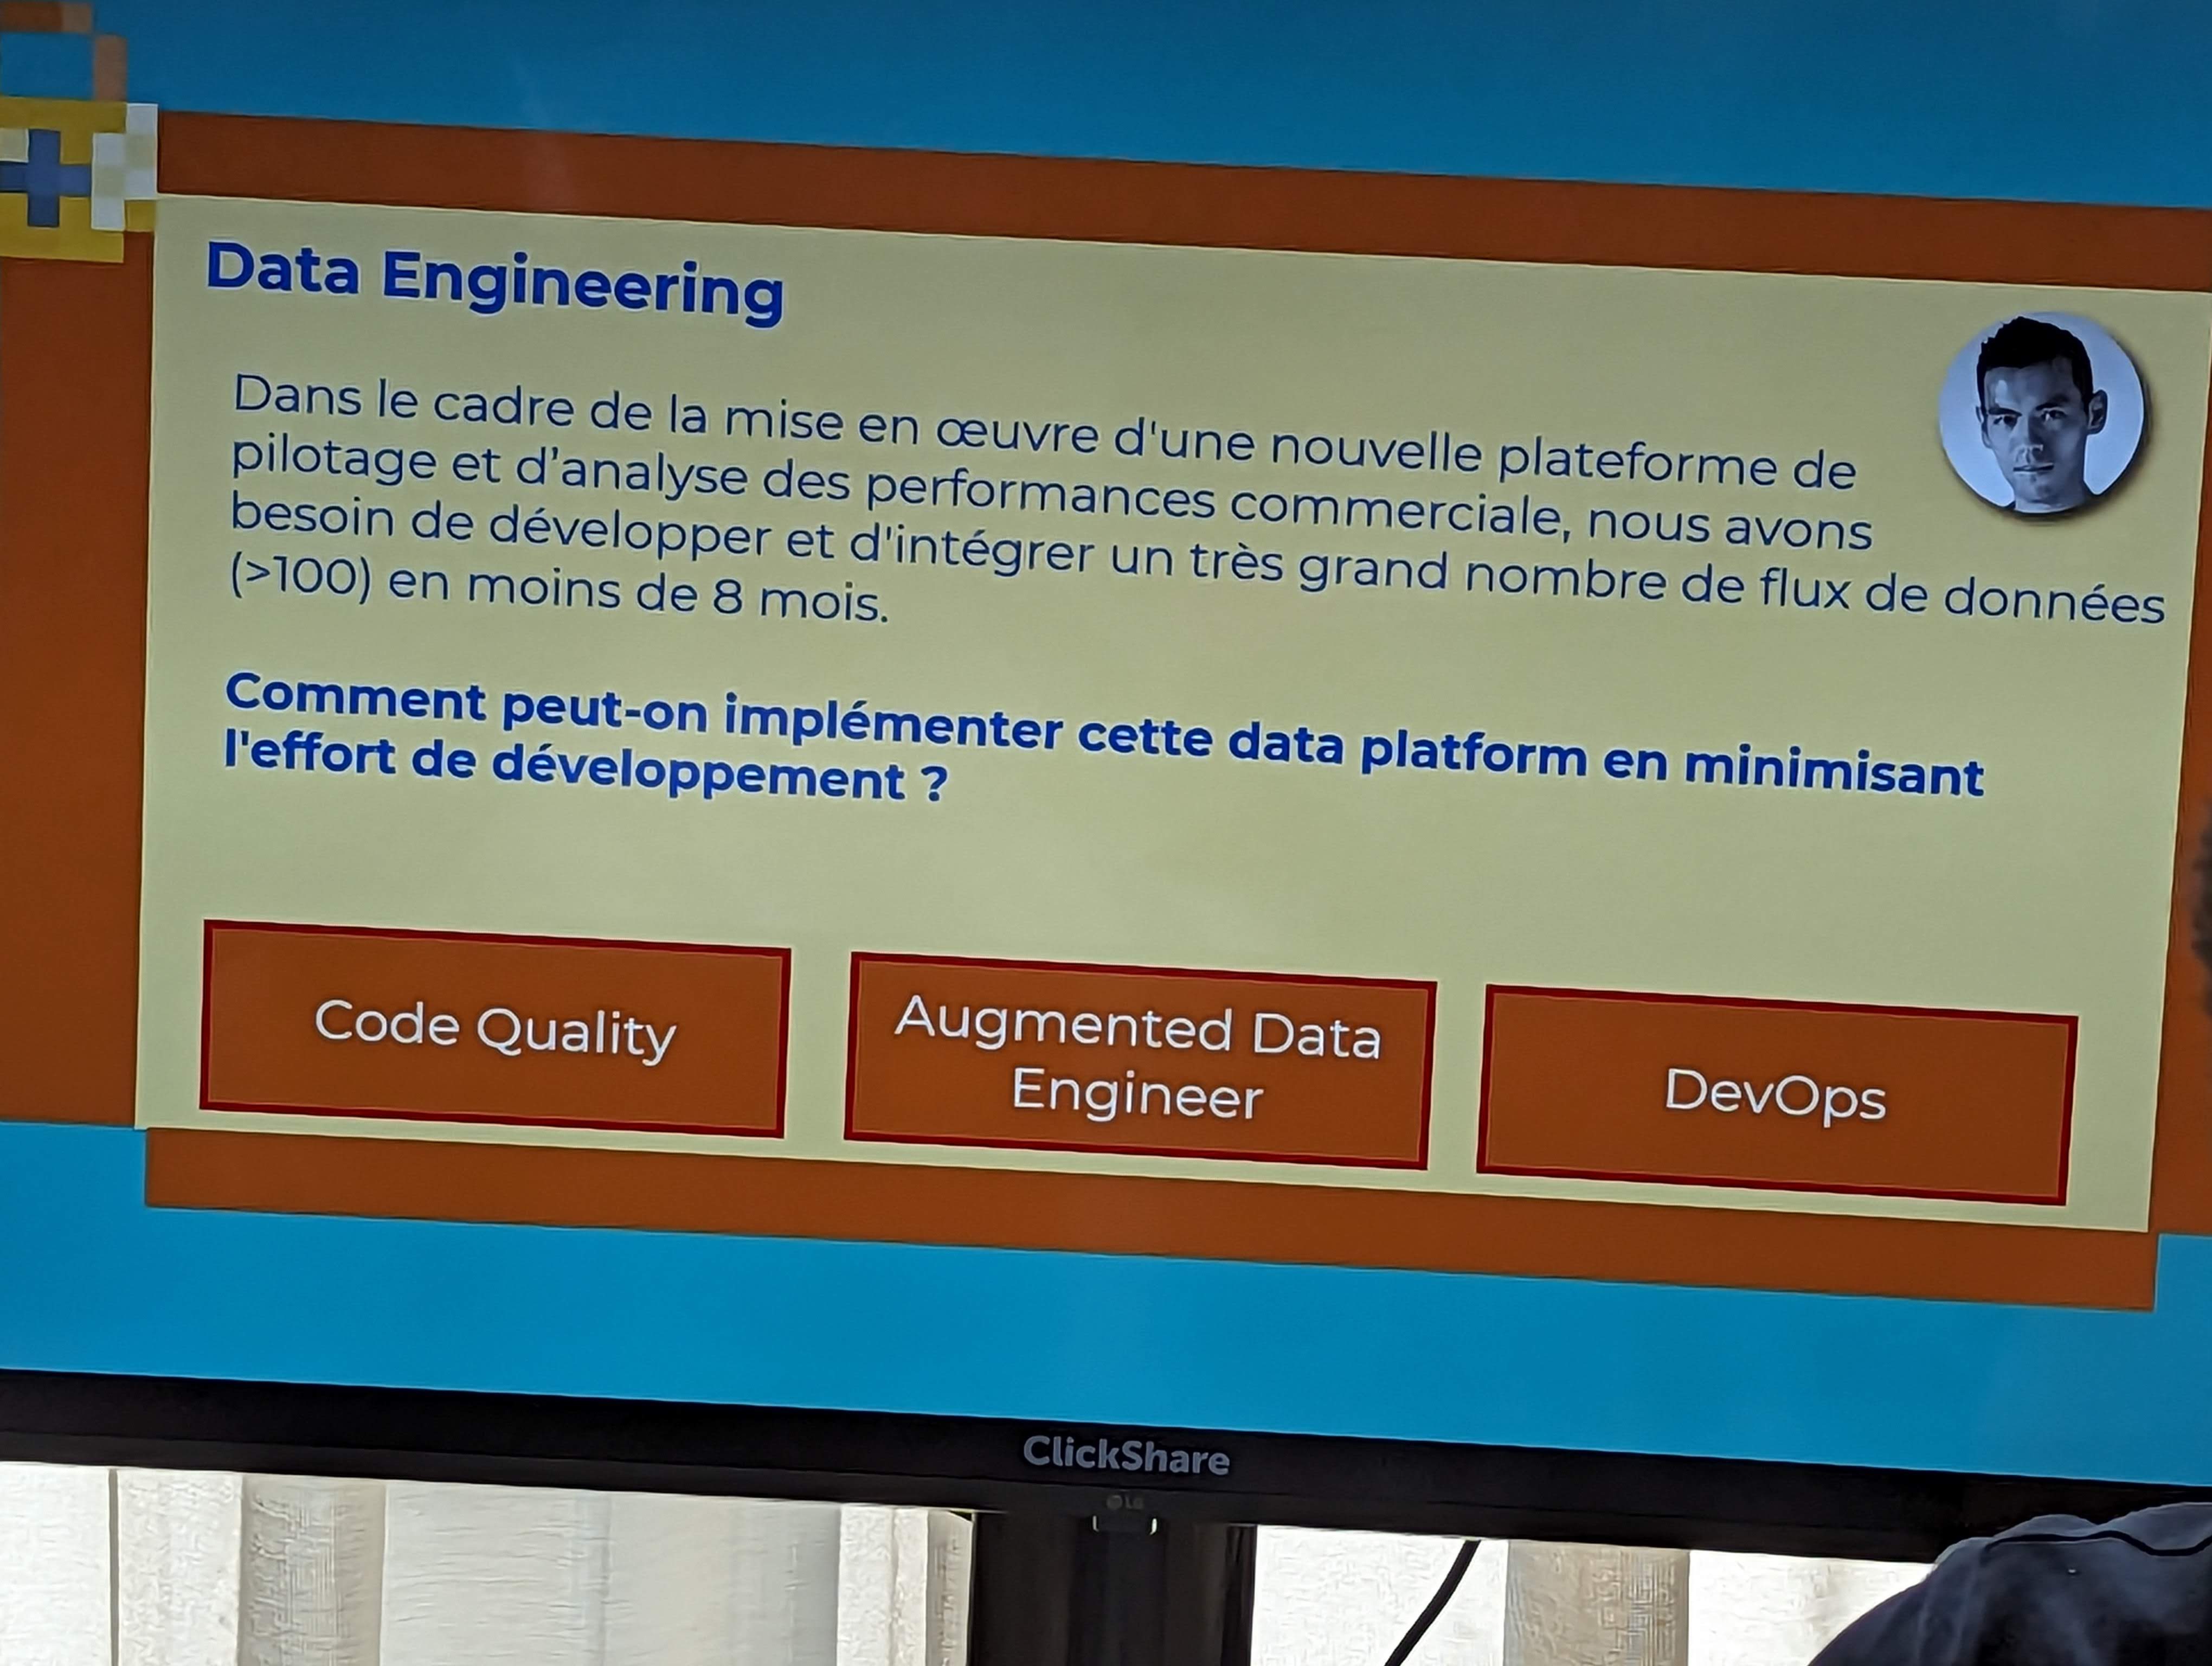 Data Engineering
Dans le cadre de la mise en œuvre d'une nouvelle plateforme de
pilotage et d'analyse des performances commerciale, nous avons
besoin de développer et d'intégrer un très grand nombre de flux de données
(>100) en moins de 8 mois.
Comment peut-on implémenter cette data platform en minimisant
l'effort de développement ?
Code Quality
Augmented Data
Engineer
DevOps
ClickShare
LG